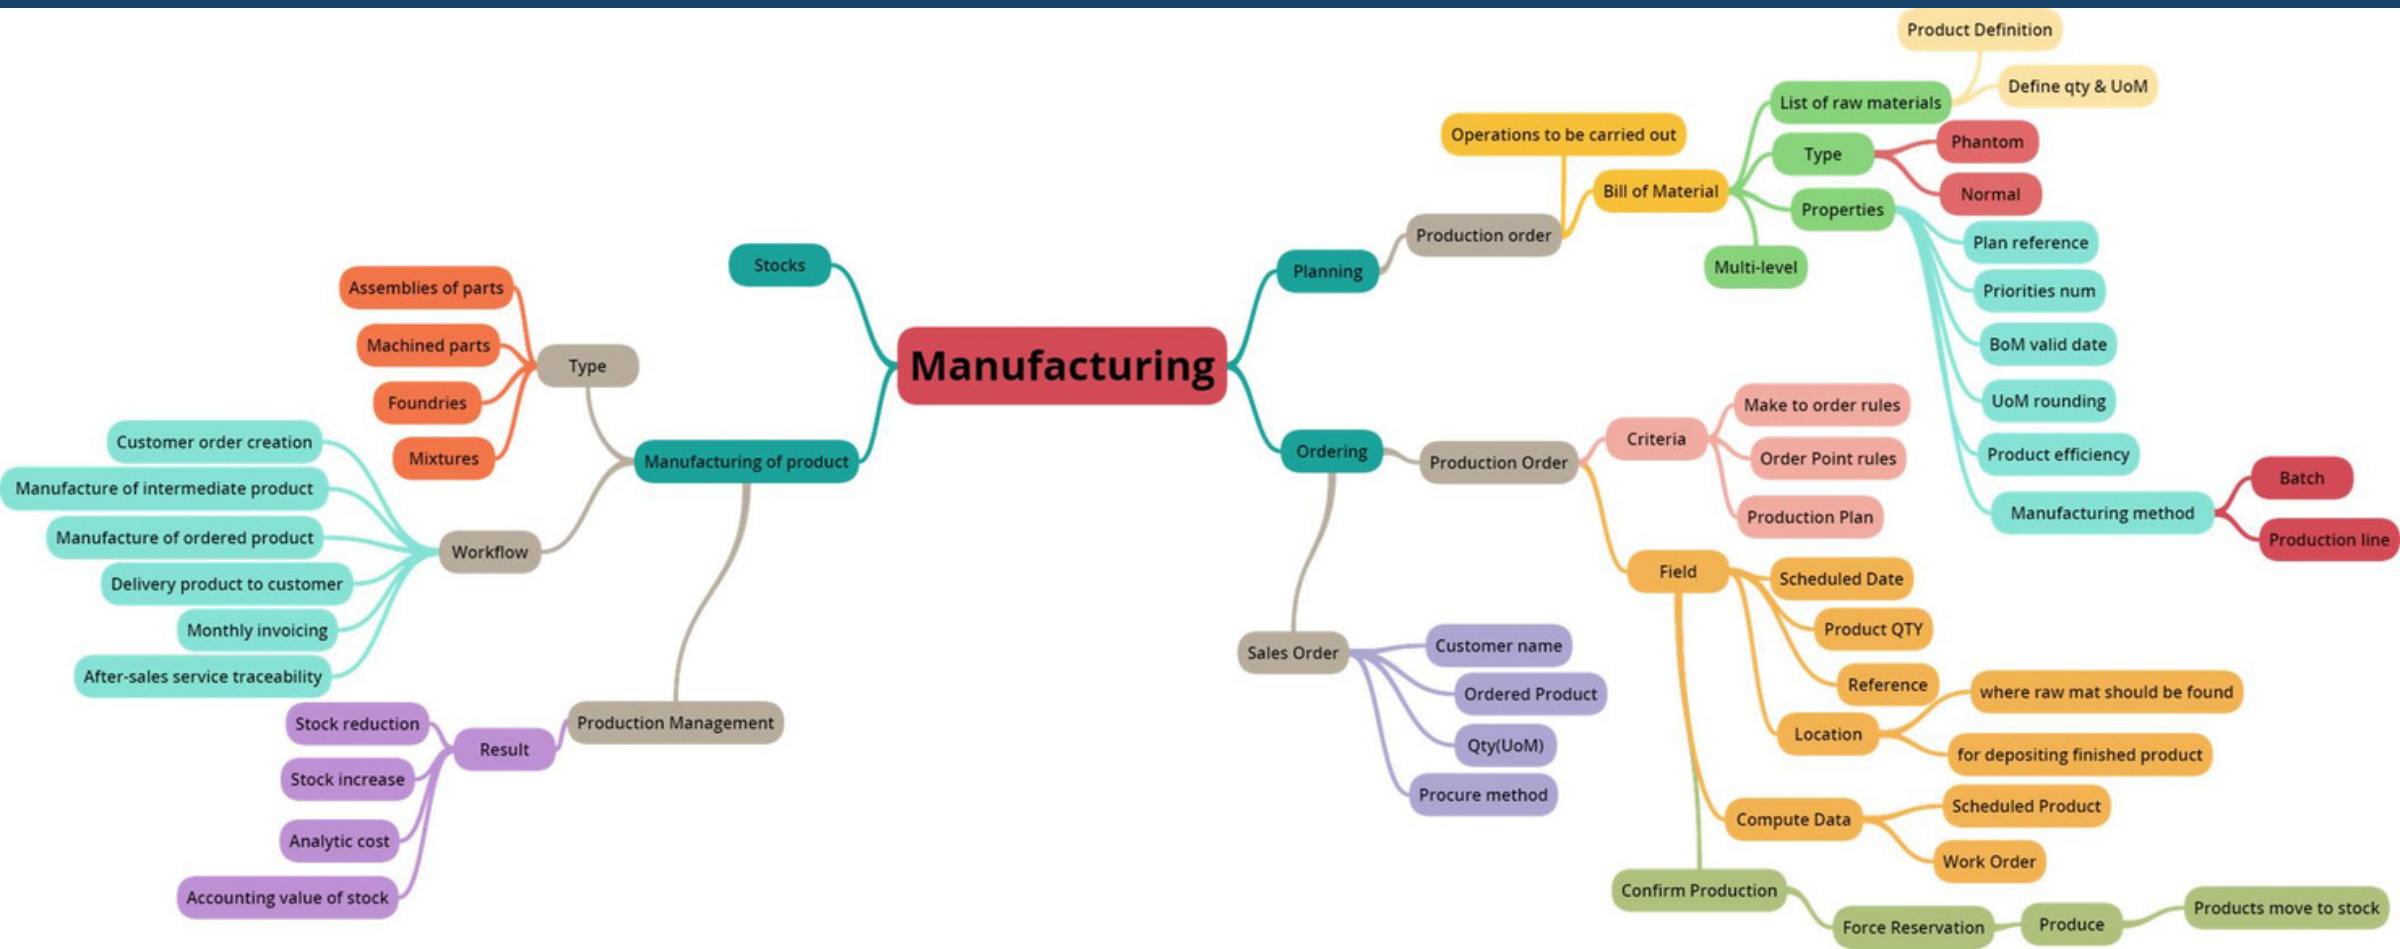 Manufacturing
Stocks
Manufacturing of product
Type
Assemblies of parts
Machined parts
Foundries
Mixtures
Workflow
Customer order creation
Manufacture of intermediate product
Manufacture of ordered product
Delivery product to customer
Monthly invoicing
After-sales service traceability
Production Management
Result
Stock reduction
Stock increase
Analytic cost
Accounting value of stock
Planning
Production order
Operations to be carried out
Bill of Material
List of raw materials
Product Definition
Define qty & UoM
Type
Phantom
Normal
Properties
Plan reference
Priorities num
BoM valid date
UoM rounding
Product efficiency
Manufacturing method
Batch
Production line
Multi-level
Ordering
Production Order
Criteria
Make to order rules
Order Point rules
Production Plan
Field
Scheduled Date
Product QTY
Reference
Location
where raw mat should be found
for depositing finished product
Compute Data
Scheduled Product
Work Order
Confirm Production
Force Reservation
Produce
Products move to stock
Sales Order
Customer name
Ordered Product
Qty(UoM)
Procure method